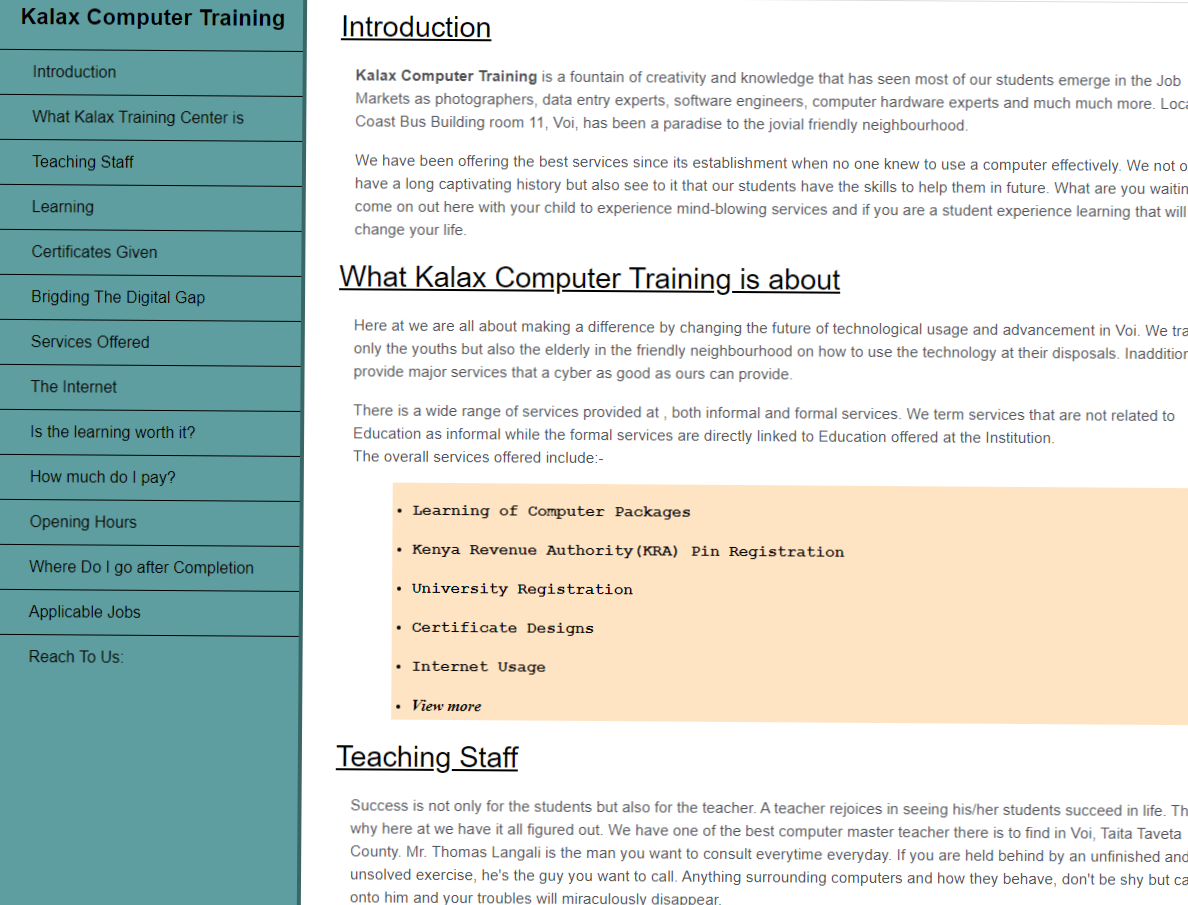 Kalax Computer Training
Introduction
What Kalax Training Center is
Teaching Staff
Learning
Certificates Given
Brigding The Digital Gap
Services Offered
The Internet
Is the learning worth it?
How much do I pay?
Opening Hours
Where Do I go after Completion
Applicable Jobs
Reach To Us:
Introduction
Kalax Computer Training is a fountain of creativity and knowledge that has seen most of our students emerge in the Job
Markets as photographers, data entry experts, software engineers, computer hardware experts and much much more.
Coast Bus Building room 11, Voi, has been a paradise to the jovial friendly neighbourhood.
We have been offering the best services since its establishment when no one knew to use a computer effectively. We not
have a long captivating history but also see to it that our students have the skills to help them in future. What are you
come on out here with your child to experience mind-blowing services and if you are a student experience learning that will
change your life.
What Kalax Computer Training is about
Here at we are all about making a difference by changing the future of technological usage and advancement in Voi. We
only the youths but also the elderly in the friendly neighbourhood on how to use the technology at their disposals. Inaddition
provide major services that a cyber as good as ours can provide.
There is a wide range of services provided at , both informal and formal services. We term services that are not related to
Education as informal while the formal services are directly linked to Education offered at the Institution.
The overall services offered include:-
• Learning of Computer Packages
• Kenya Revenue Authority(KRA) Pin Registration
• University Registration
• Certificate Designs
• Internet Usage
• View more
Teaching Staff
Success is not only for the students but also for the teacher. A teacher rejoices in seeing his/her students succeed in life.
why here at we have it all figured out. We have one of the best computer master teacher there is to find in Voi, Taita Taveta
County. Mr. Thomas Langali is the man you want to consult everytime everyday. If you are held behind by an unfinished and
unsolved exercise, he's the guy you want to call. Anything surrounding computers and how they behave, don't be shy but
onto him and your troubles will miraculously disappear.